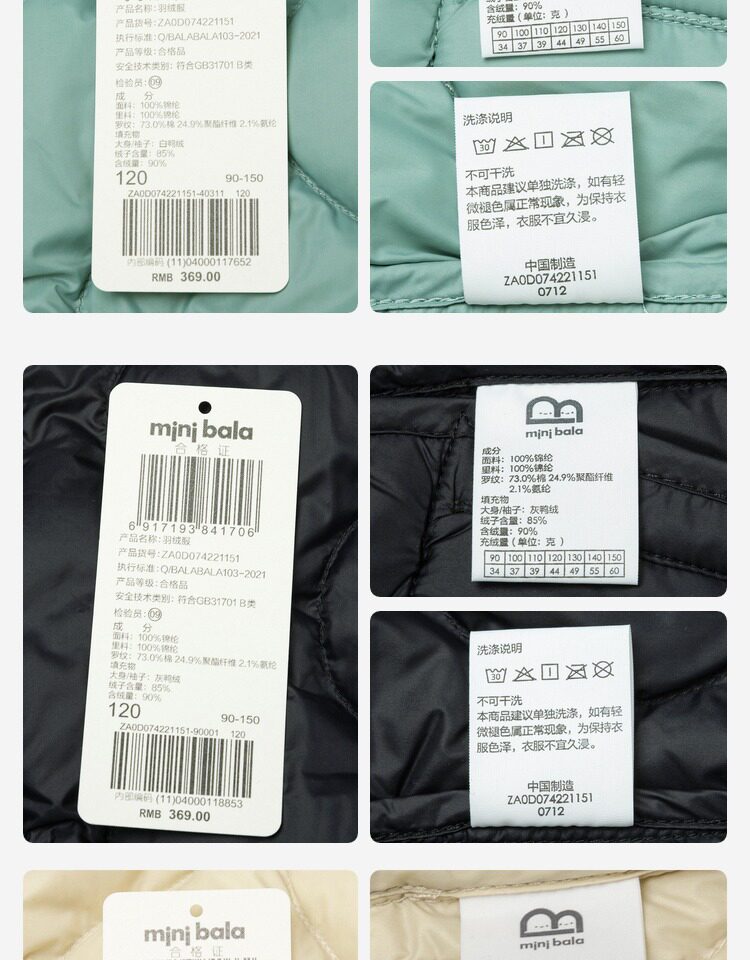 产品名称: 羽绒服
产品货号: ZA0D074221151
执行标准: Q/BALABALA103-2021
产品等级: 合格品
安全技术类别: 符合GB31701 B类
检验员: 09
成 分
面料: 100%锦纶
里料: 100%锦纶
罗纹: 73.0%棉 24.9%聚酯纤维 2.1%氨纶
填充物
大身/袖子: 白鸭绒
绒子含量: 85%
含绒量: 90%
120 90-150
ZA0D074221151-40311 120
内部编码 (11)04000117652
RMB 369.00
含绒量: 90%
充绒量 (单位: 克)
90 100 110 120 130 140 150
34 37 39 44 49 55 60
洗涤说明
30
不可干洗
本商品建议单独洗涤，如有轻
微褪色属正常现象，为保持衣
服色泽，衣服不宜久浸。
中国制造
ZA0D074221151
0712
mini bala
合格证
6 917193 841706
产品名称: 羽绒服
产品货号: ZA0D074221151
执行标准: Q/BALABALA103-2021
产品等级: 合格品
安全技术类别: 符合GB31701 B类
检验员: 09
成 分
面料: 100%锦纶
里料: 100%锦纶
罗纹: 73.0%棉 24.9%聚酯纤维 2.1%氨纶
填充物
大身/袖子: 灰鸭绒
绒子含量: 85%
含绒量: 90%
120 90-150
ZA0D074221151-90001 120
内部编码 (11)04000118853
RMB 369.00
mini bala
成分
面料: 100%锦纶
里料: 100%锦纶
罗纹: 73.0%棉 24.9%聚酯纤维
2.1%氨纶
填充物
大身/袖子: 灰鸭绒
绒子含量: 85%
含绒量: 90%
充绒量 (单位: 克)
90 100 110 120 130 140 150
34 37 39 44 49 55 60
洗涤说明
30
不可干洗
本商品建议单独洗涤，如有轻
微褪色属正常现象，为保持衣
服色泽，衣服不宜久浸。
中国制造
ZA0D074221151
0712
mini bala
合格证
mini bala